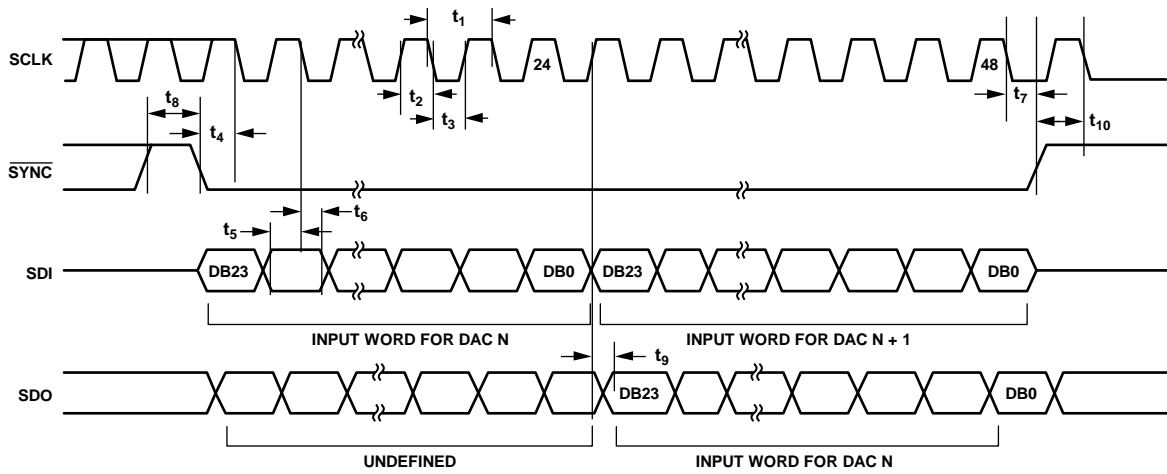 t1
SCLK
24
48
t2
t3
t7
t8
t4
t10
SYNC
t5
t6
SDI
DB23
DB0
DB23
DB0
INPUT WORD FOR DAC N
INPUT WORD FOR DAC N + 1
t9
SDO
DB23
DB0
UNDEFINED
INPUT WORD FOR DAC N